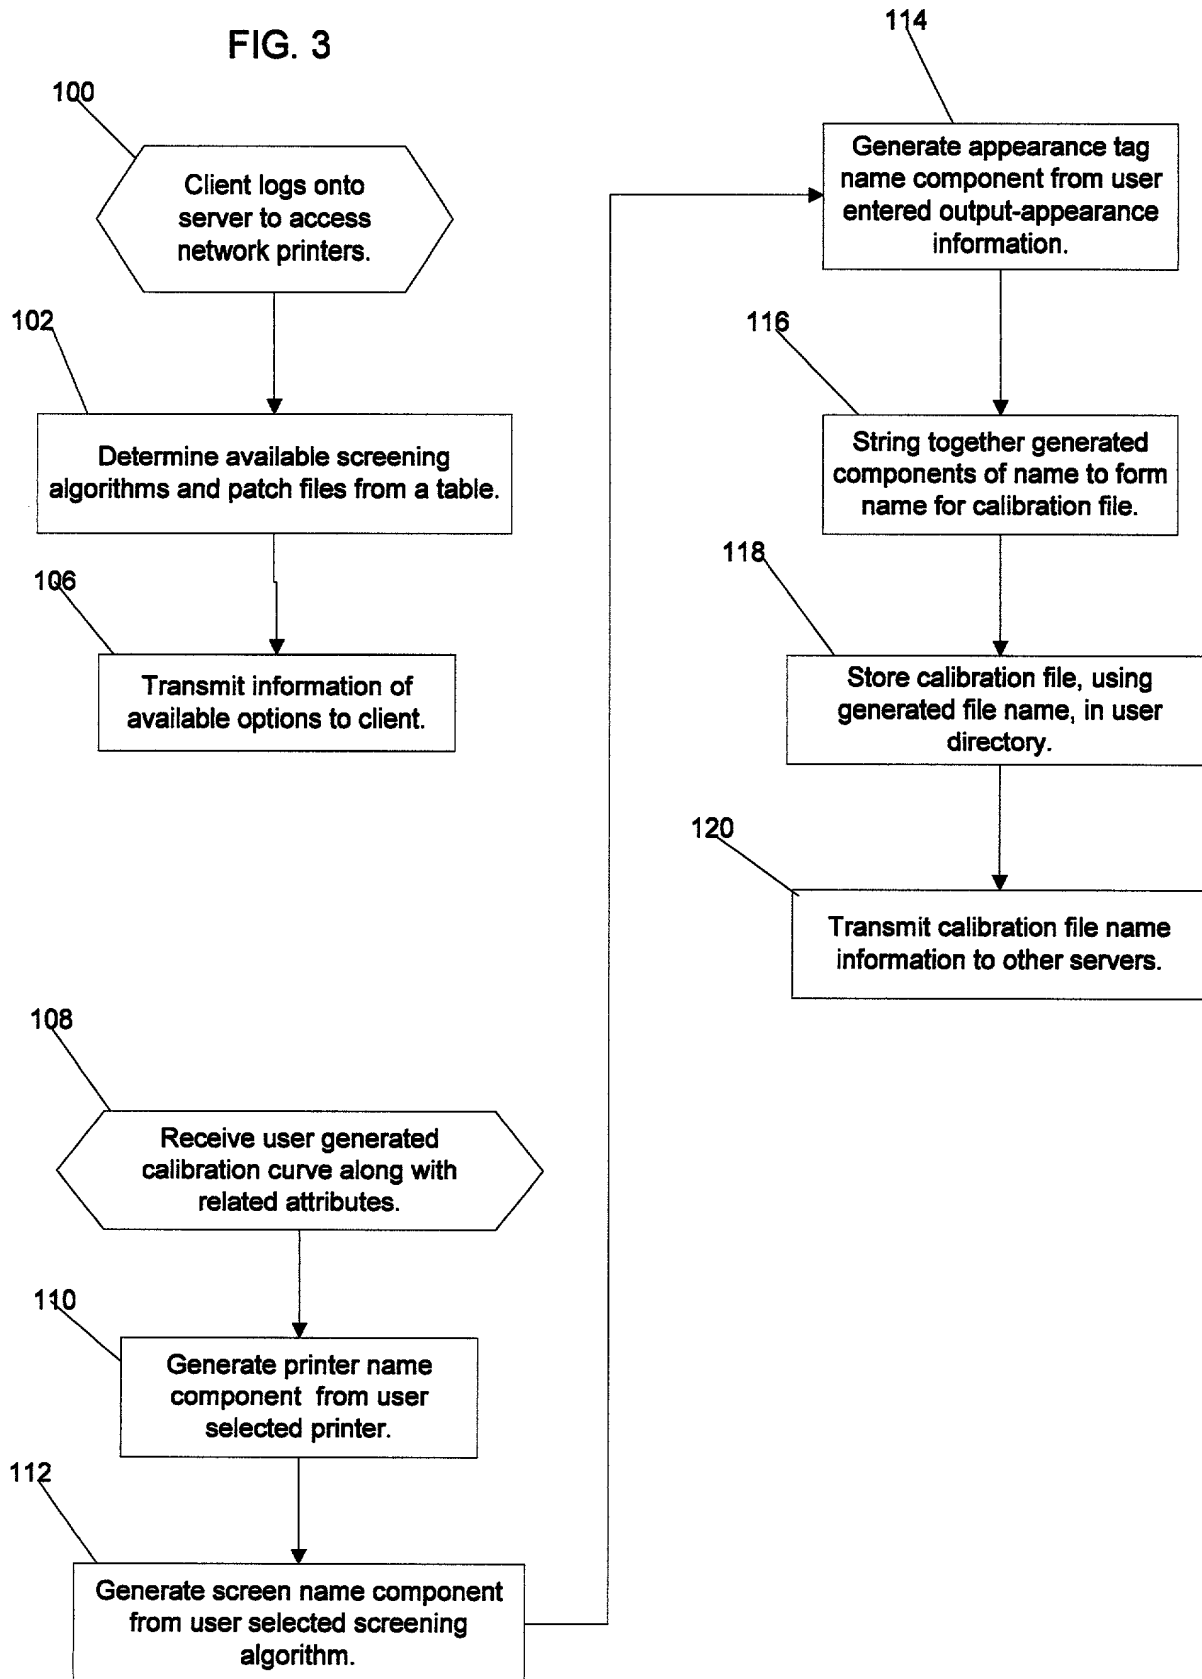 FIG. 3
100
Client logs onto
server to access
network printers.
102
Determine available screening
algorithms and patch files from a table.
106
Transmit information of
available options to client.
108
Receive user generated
calibration curve along with
related attributes.
110
Generate printer name
component from user
selected printer.
112
Generate screen name component
from user selected screening
algorithm.
114
Generate appearance tag
name component from user
entered output-appearance
information.
116
String together generated
components of name to form
name for calibration file.
118
Store calibration file, using
generated file name, in user
directory.
120
Transmit calibration file name
information to other servers.